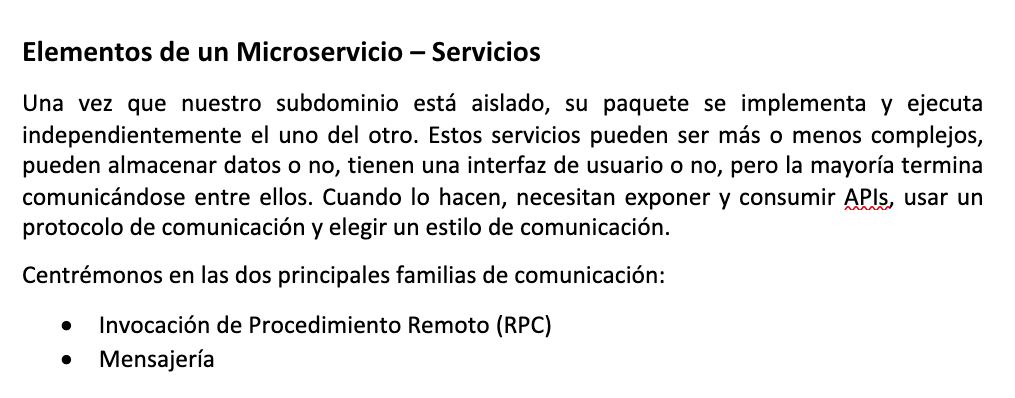 Elementos de un Microservicio – Servicios
Una vez que nuestro subdominio está aislado, su paquete se implementa y ejecuta
independientemente el uno del otro. Estos servicios pueden ser más o menos complejos,
pueden almacenar datos o no, tienen una interfaz de usuario o no, pero la mayoría termina
comunicándose entre ellos. Cuando lo hacen, necesitan exponer y consumir APIs, usar un
protocolo de comunicación y elegir un estilo de comunicación.
Centrémonos en las dos principales familias de comunicación:
• Invocación de Procedimiento Remoto (RPC)
• Mensajería